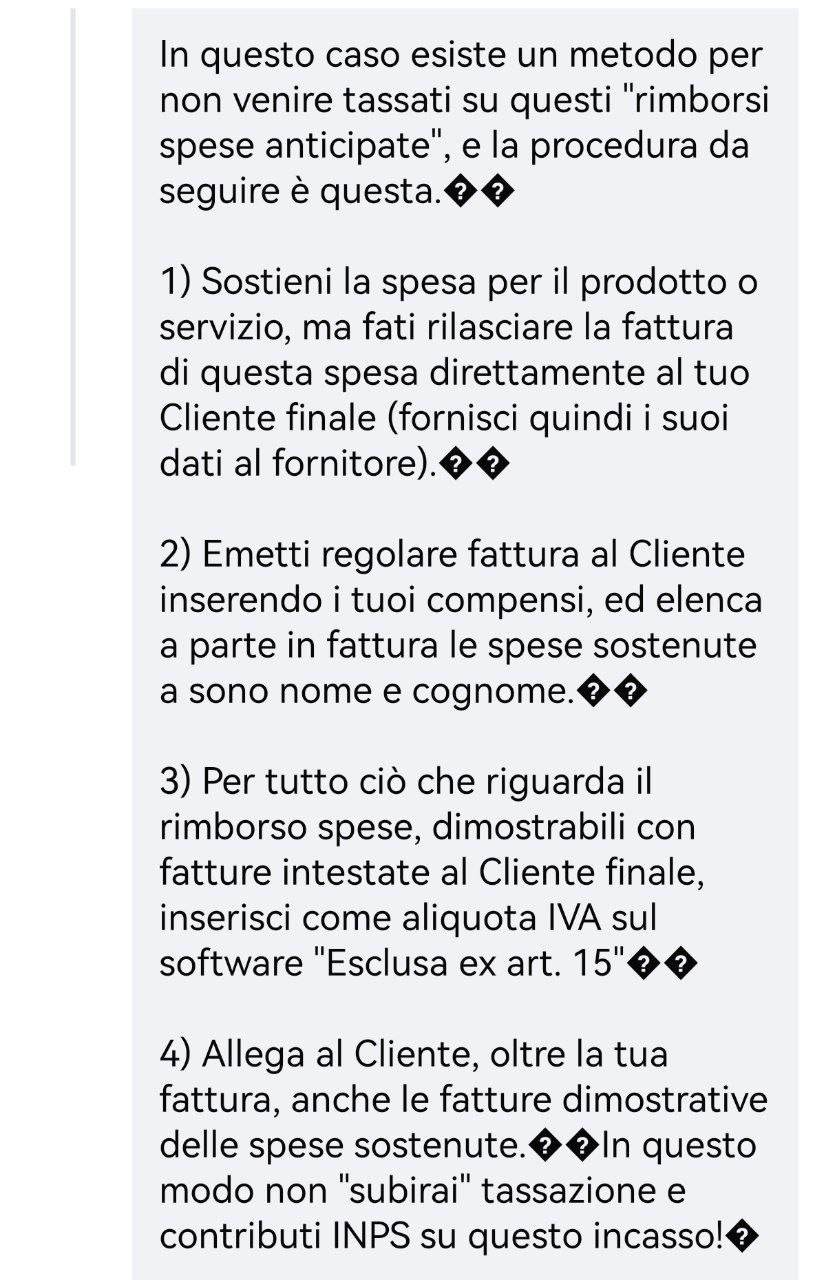 In questo caso esiste un metodo per
non venire tassati su questi "rimborsi
spese anticipate", e la procedura da
seguire è questa.��
1) Sostieni la spesa per il prodotto o
servizio, ma fati rilasciare la fattura
di questa spesa direttamente al tuo
Cliente finale (fornisci quindi i suoi
dati al fornitore).��
2) Emetti regolare fattura al Cliente
inserendo i tuoi compensi, ed elenca
a parte in fattura le spese sostenute
a sono nome e cognome.��
3) Per tutto ciò che riguarda il
rimborso spese, dimostrabili con
fatture intestate al Cliente finale,
inserisci come aliquota IVA sul
software "Esclusa ex art. 15"��
4) Allega al Cliente, oltre la tua
fattura, anche le fatture dimostrative
delle spese sostenute.��In questo
modo non "subirai" tassazione e
contributi INPS su questo incasso!�